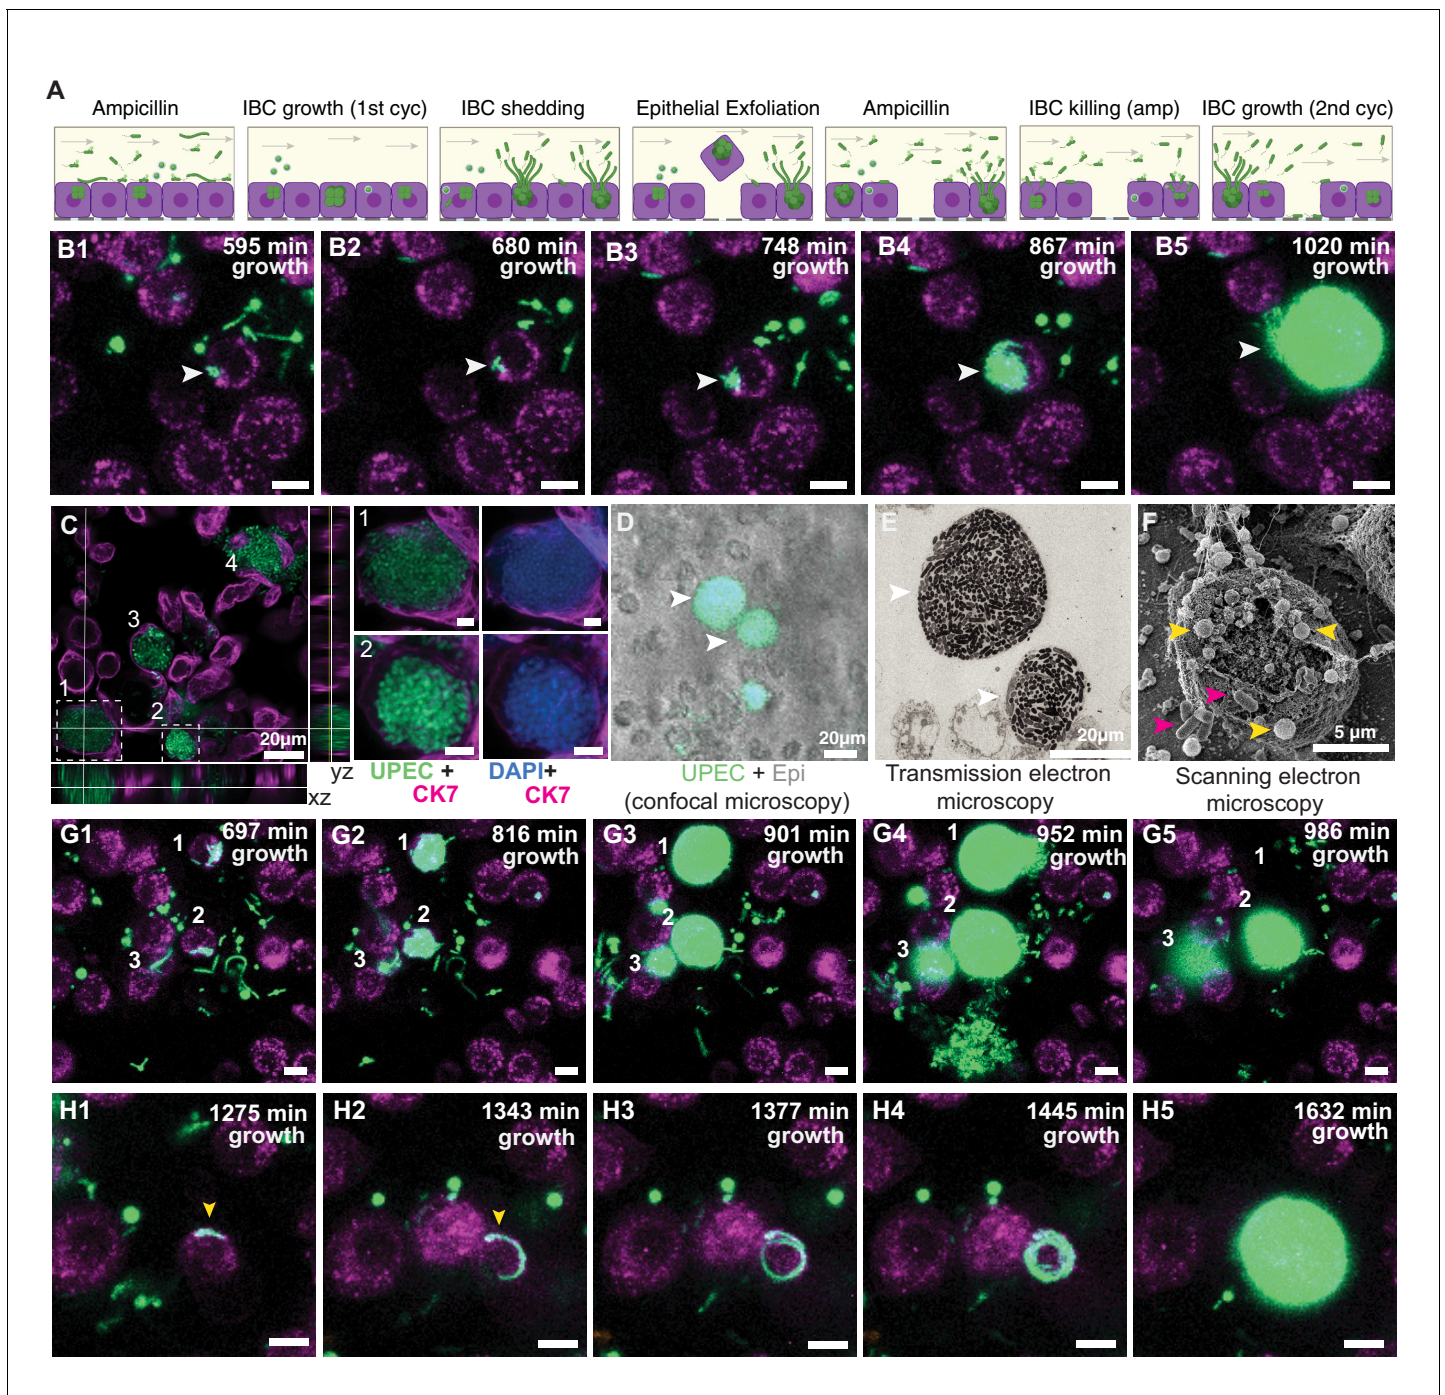 A
Ampicillin
IBC growth (1st cyc)
IBC shedding
Epithelial Exfoliation
Ampicillin
IBC killing (amp)
IBC growth (2nd cyc)
B1
595 min
growth
B2
680 min
growth
B3
748 min
growth
B4
867 min
growth
B5
1020 min
growth
C
1
2
3
4
20µm
yz
xz
1
2
UPEC +
CK7
DAPI+
CK7
D
20µm
UPEC + Epi
(confocal microscopy)
E
20µm
Transmission electron
microscopy
F
5 µm
Scanning electron
microscopy
G1
697 min
growth
1
2
3
G2
816 min
growth
1
2
3
G3
901 min
growth
1
2
3
G4
952 min
growth
1
2
3
G5
986 min
growth
1
2
3
H1
1275 min
growth
H2
1343 min
growth
H3
1377 min
growth
H4
1445 min
growth
H5
1632 min
growth